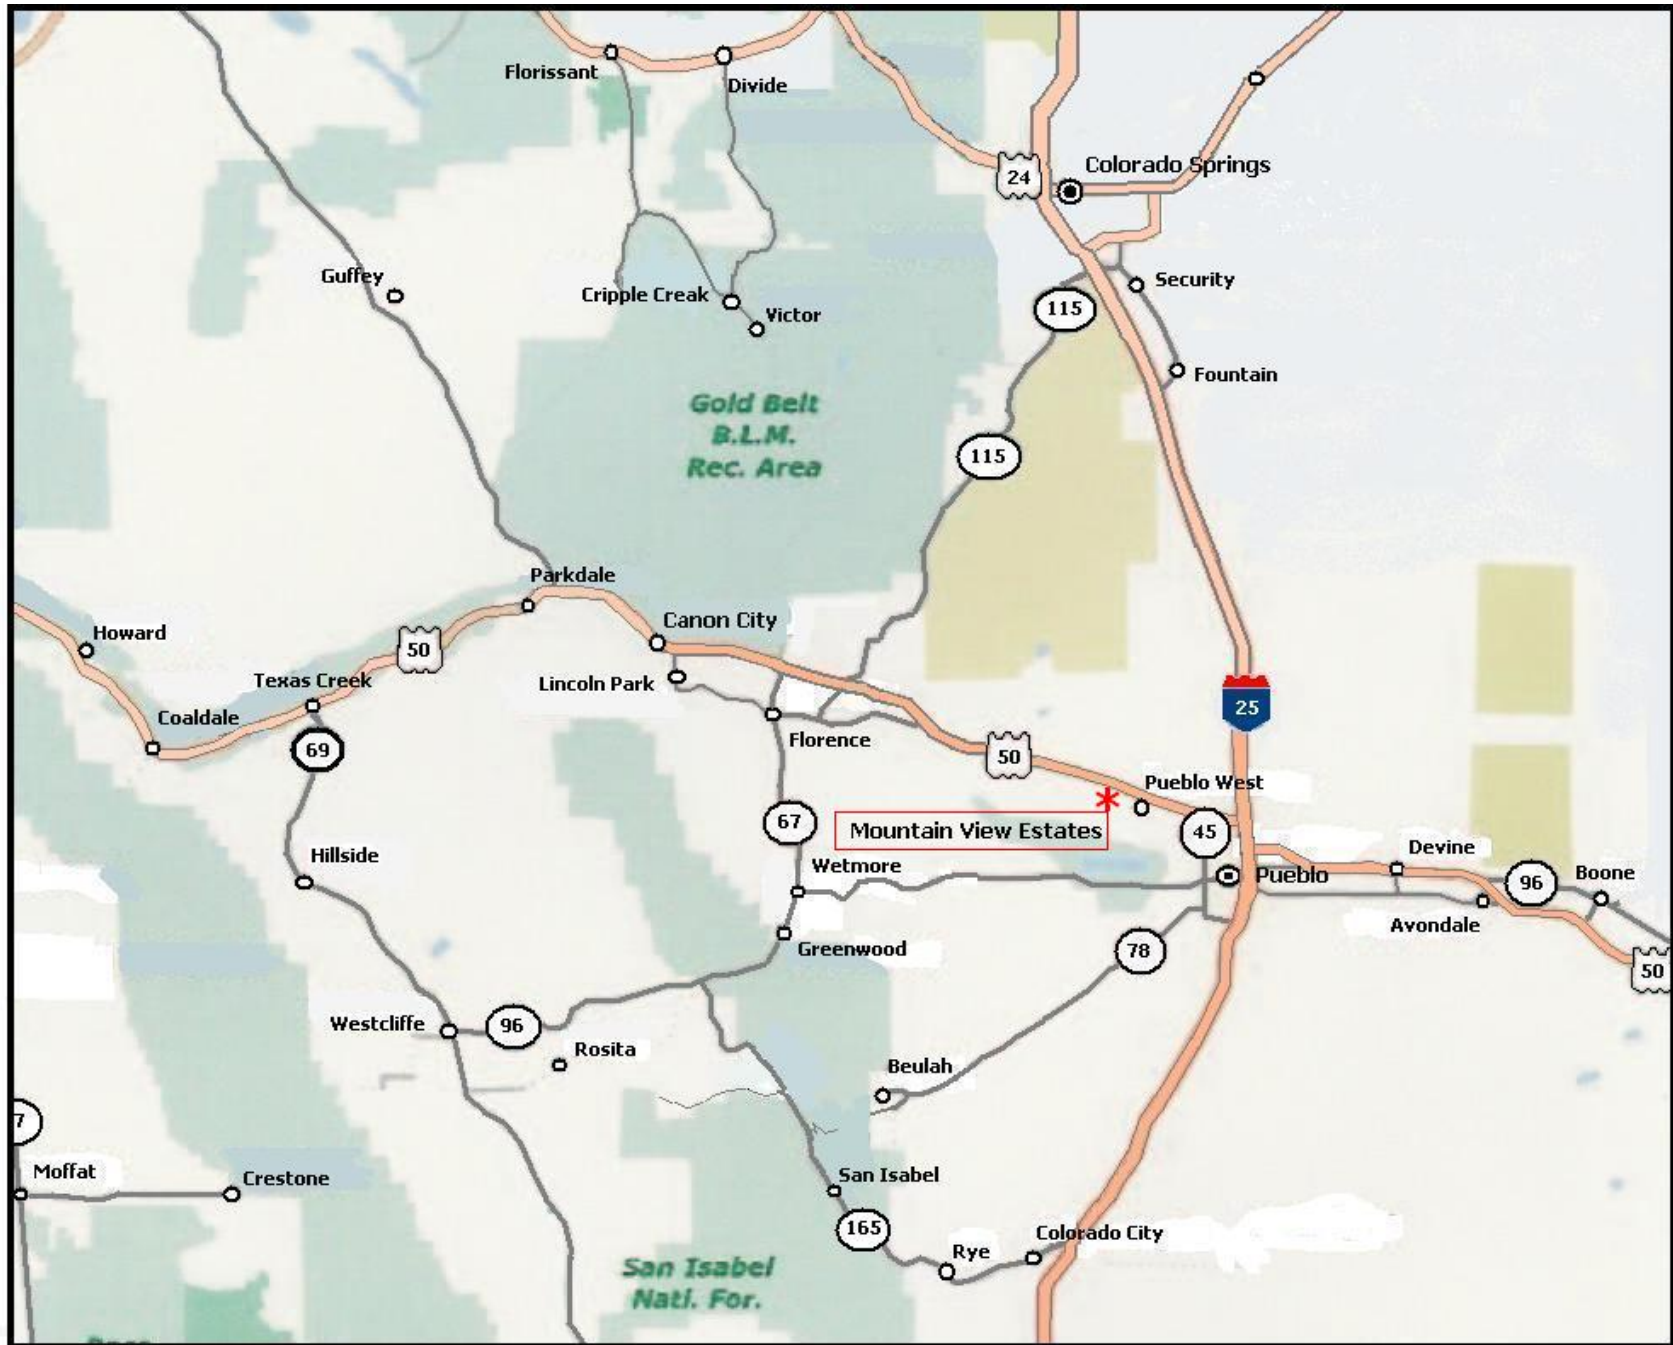 Florissant
Divide
24
Colorado Springs
Guffey
Cripple Creak
Victor
115
Security
Fountain
Gold Belt
B.L.M.
Rec. Area
115
Parkdale
Howard
50
Canon City
Texas Creek
Lincoln Park
Coaldale
69
Florence
50
25
Pueblo West
67
Mountain View Estates
45
Hillside
Wetmore
Pueblo
Devine
96
Boone
Avondale
Greenwood
78
50
Westcliffe
96
Rosita
Beulah
7
Moffat
Crestone
San Isabel
165
Rye
Colorado City
San Isabel
Natl. For.